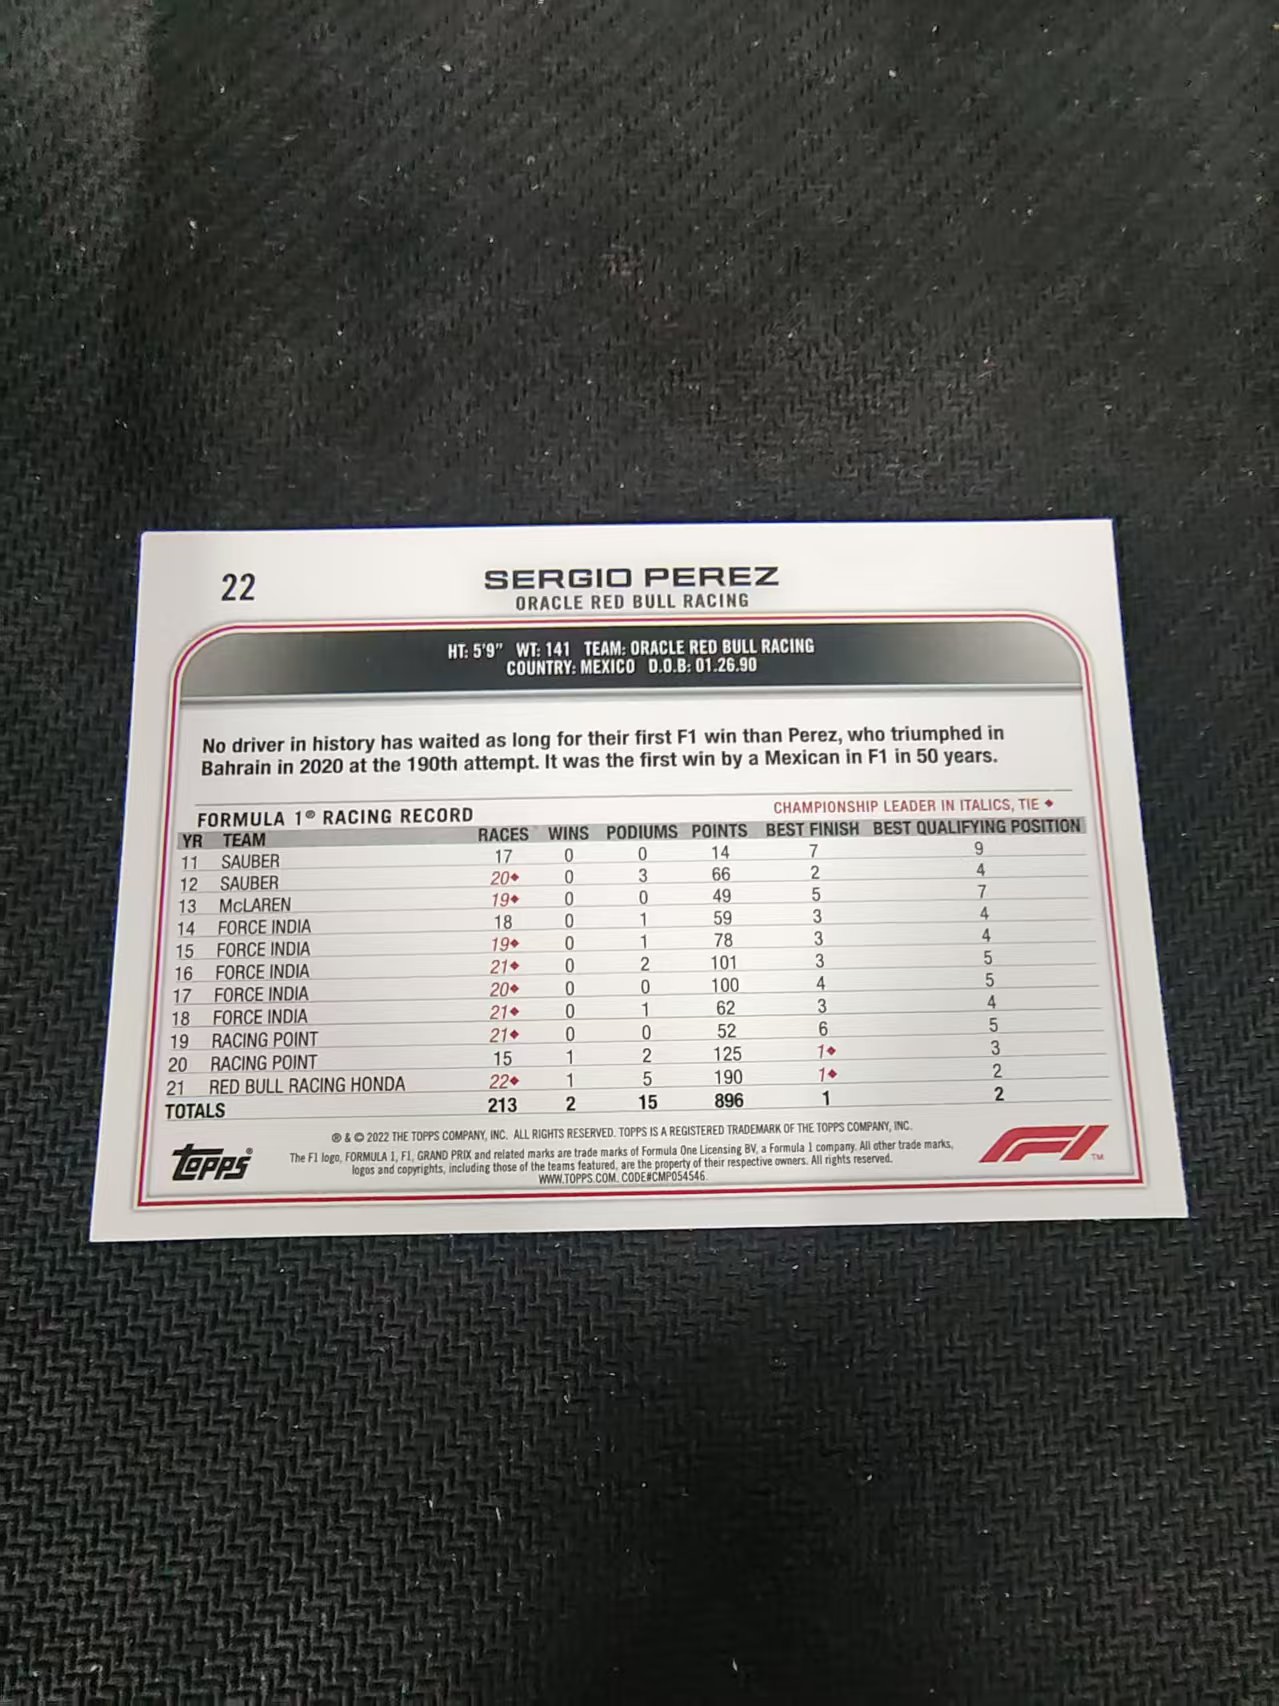 22
SERGIO PEREZ
ORACLE RED BULL RACING
HT: 5'9" WT: 141 TEAM: ORACLE RED BULL RACING
COUNTRY: MEXICO D.O.B: 01.26.90
No driver in history has waited as long for their first F1 win than Perez, who triumphed in
Bahrain in 2020 at the 190th attempt. It was the first win by a Mexican in F1 in 50 years.
FORMULA 1® RACING RECORD CHAMPIONSHIP LEADER IN ITALICS, TIE ♦
YR TEAM RACES WINS PODIUMS POINTS BEST FINISH BEST QUALIFYING POSITION
11 SAUBER 17 0 0 14 7 9
12 SAUBER 20♦ 0 3 66 2 4
13 McLAREN 19♦ 0 0 49 5 7
14 FORCE INDIA 18 0 1 59 3 4
15 FORCE INDIA 19♦ 0 1 78 3 4
16 FORCE INDIA 21♦ 0 2 101 3 5
17 FORCE INDIA 20♦ 0 0 100 4 5
18 FORCE INDIA 21♦ 0 1 62 3 4
19 RACING POINT 21♦ 0 0 52 6 5
20 RACING POINT 15 1 2 125 1♦ 3
21 RED BULL RACING HONDA 22♦ 1 5 190 1♦ 2
TOTALS 213 2 15 896 1 2
® & © 2022 THE TOPPS COMPANY, INC. ALL RIGHTS RESERVED. TOPPS IS A REGISTERED TRADEMARK OF THE TOPPS COMPANY, INC.
The F1 logo, FORMULA 1, F1, GRAND PRIX and related marks are trade marks of Formula One Licensing BV, a Formula 1 company. All other trade marks,
logos and copyrights, including those of the teams featured, are the property of their respective owners. All rights reserved.
WWW.TOPPS.COM. CODE#CMP054546
TOPPS®
F1™